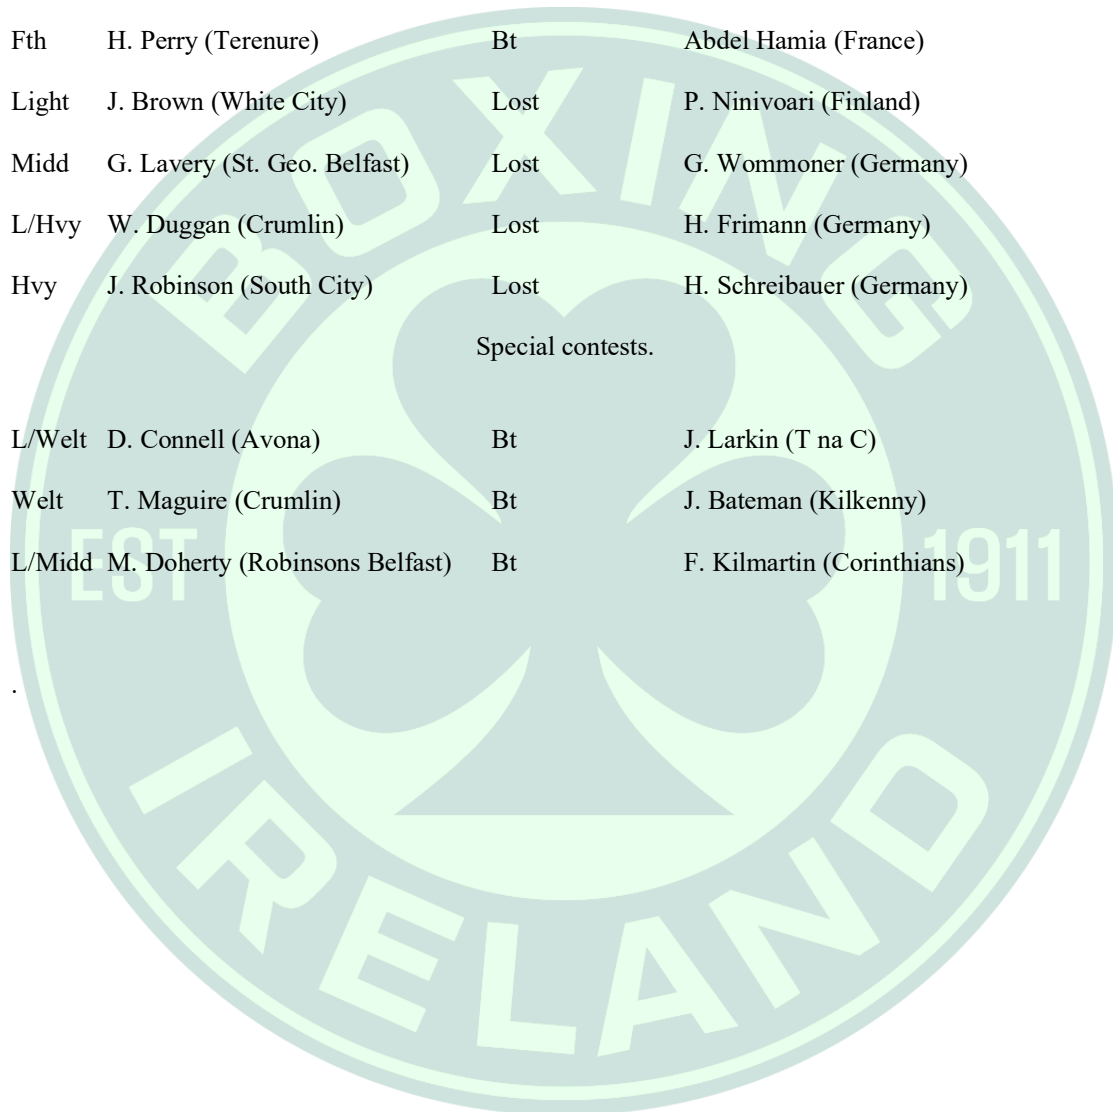 Fth H. Perry (Terenure) Bt Abdel Hamia (France)
Light J. Brown (White City) Lost P. Ninivoari (Finland)
Midd G. Lavery (St. Geo. Belfast) Lost G. Wommoner (Germany)
L/Hvy W. Duggan (Crumlin) Lost H. Frimann (Germany)
Hvy J. Robinson (South City) Lost H. Schreibauer (Germany)
Special contests.
L/Welt D. Connell (Avona) Bt J. Larkin (T na C)
Welt T. Maguire (Crumlin) Bt J. Bateman (Kilkenny)
L/Midd M. Doherty (Robinsons Belfast) Bt F. Kilmartin (Corinthians)
.
BOXING
EST 1911
IRELAND